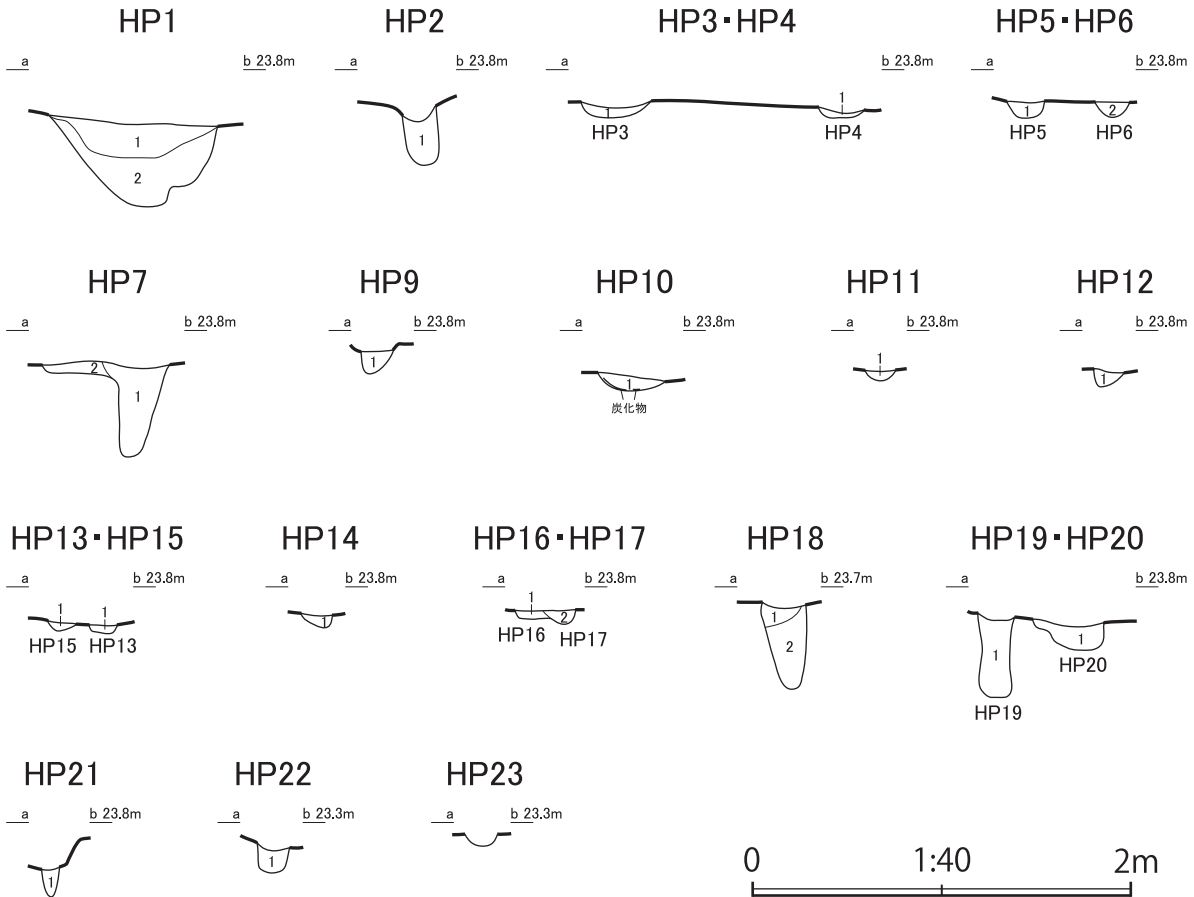 HP1
HP2
HP3・HP4
HP5・HP6
a
b 23.8m
a
b 23.8m
a
b 23.8m
a
b 23.8m
1
2
1
1
HP3
1
HP4
1
HP5
2
HP6
HP7
HP9
HP10
HP11
HP12
a
b 23.8m
a
b 23.8m
a
b 23.8m
a
b 23.8m
a
b 23.8m
2
1
1
1
炭化物
1
1
HP13・HP15
HP14
HP16・HP17
HP18
HP19・HP20
a
b 23.8m
a
b 23.8m
a
b 23.8m
a
b 23.7m
a
b 23.8m
1
HP15
1
HP13
1
1
HP16
2
HP17
1
2
1
HP19
1
HP20
HP21
HP22
HP23
a
b 23.8m
a
b 23.3m
a
b 23.3m
1
1
0
1:40
2m